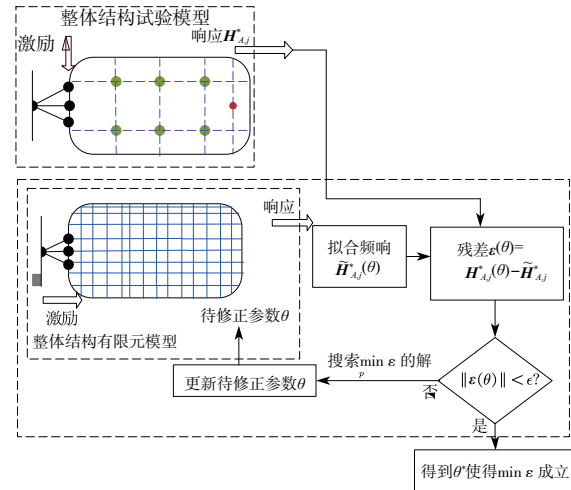 整体结构试验模型
激励
响应H*A,j
响应
拟合频响
H̃*A,j(θ)
残差ε(θ)=
H*A,j(θ)−H̃*A,j
激励
待修正参数θ
整体结构有限元模型
搜索min ε 的解
p
更新待修正参数θ
否
‖ε(θ)‖<ϵ?
是
得到θ*使得min ε 成立